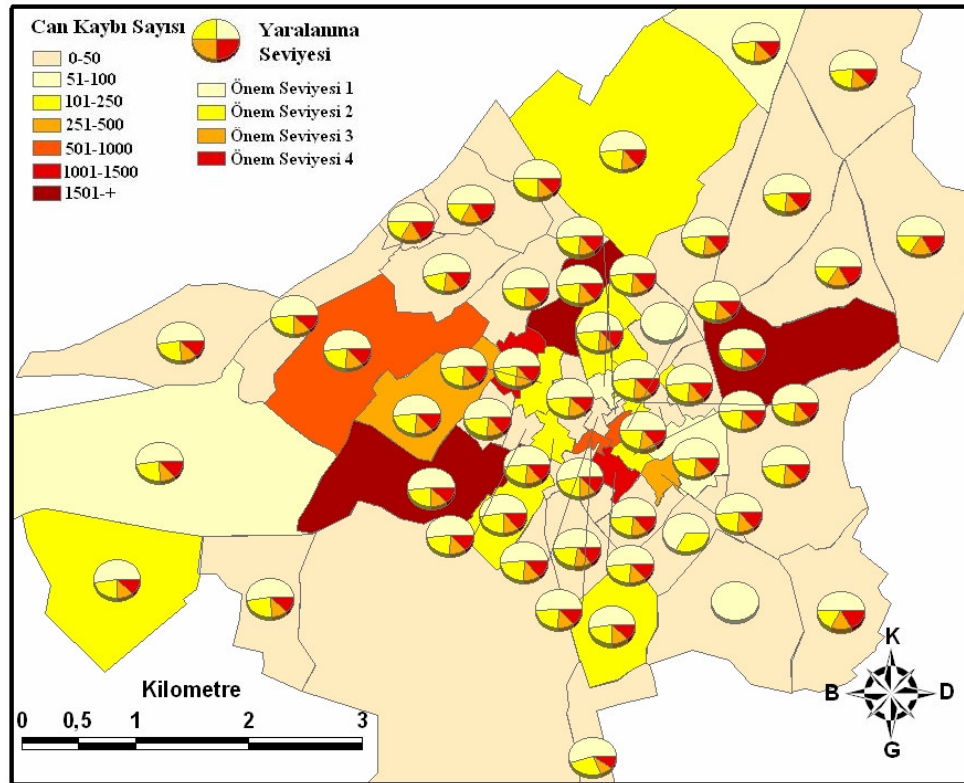 Can Kaybı Sayısı
0-50
51-100
101-250
251-500
501-1000
1001-1500
1501-+
Yaralanma
Seviyesi
Önem Seviyesi 1
Önem Seviyesi 2
Önem Seviyesi 3
Önem Seviyesi 4
Kilometre
0 0,5 1 2 3
K
B D
G